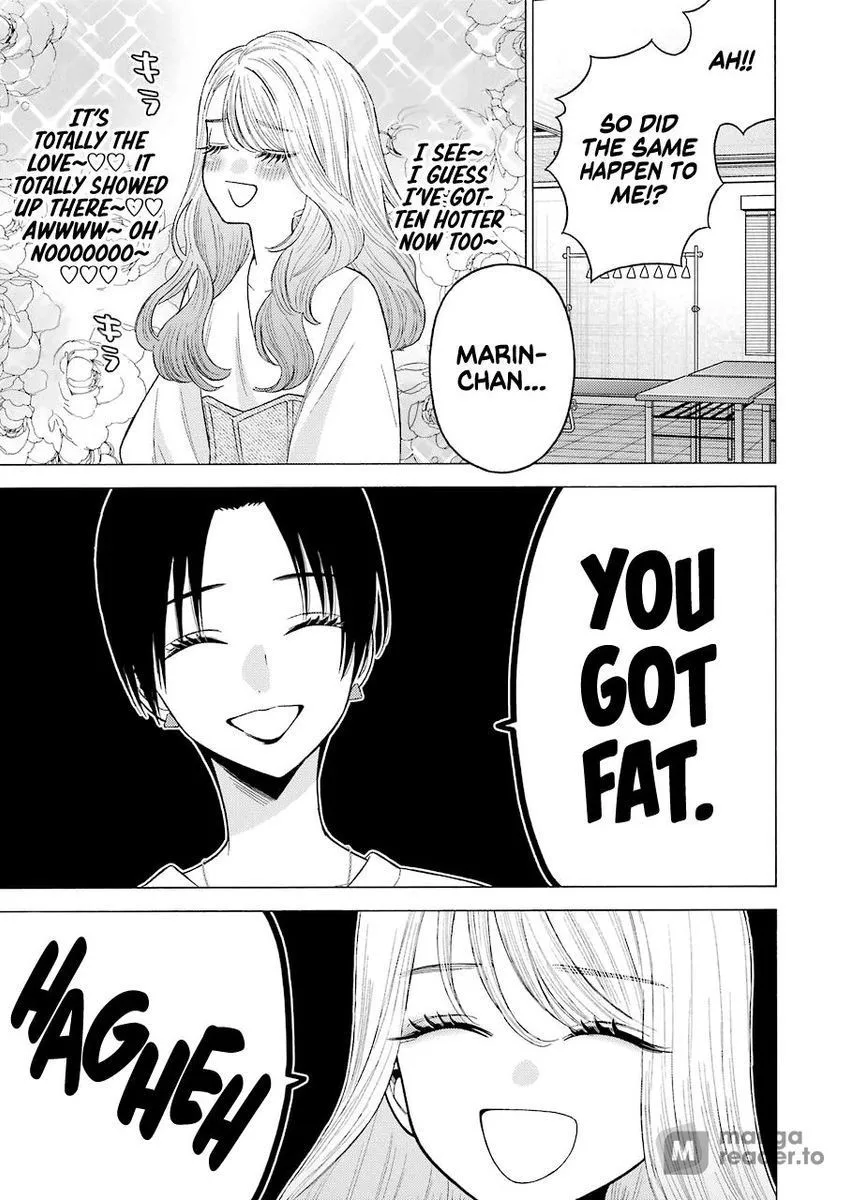 AH!!
SO DID
THE SAME
HAPPEN TO
ME!?
I SEE~
I GUESS
I'VE GOT-
TEN HOTTER
NOW TOO~
キラ
IT'S
TOTALLY THE
LOVE~♡♡ IT
TOTALLY SHOWED
UP THERE~♡♡
AWWWW~ OH
NOOOOOOO~
♡♡♡
キラ
MARIN-
CHAN...
YOU
GOT
FAT.
HAGHEH
M manga
reader.to